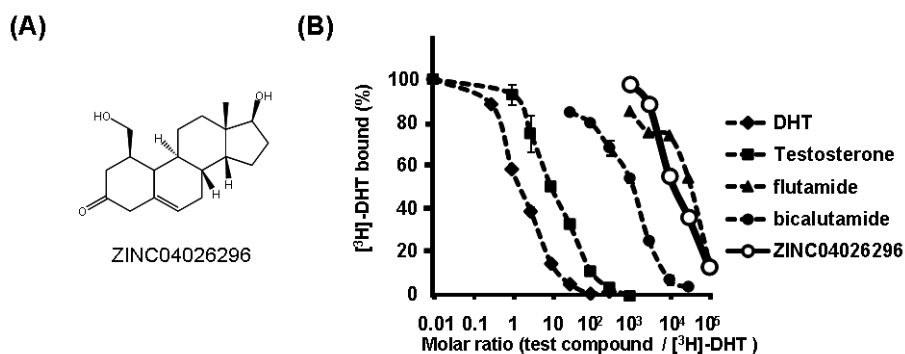 (A)
(B)
HO
H
H
H
OH
O
ZINC04026296
[³H]-DHT bound (%)
100
80
60
40
20
0
0.01 0.1 1 10 10² 10³ 10⁴ 10⁵
Molar ratio (test compound / [³H]-DHT )
DHT
Testosterone
flutamide
bicalutamide
ZINC04026296